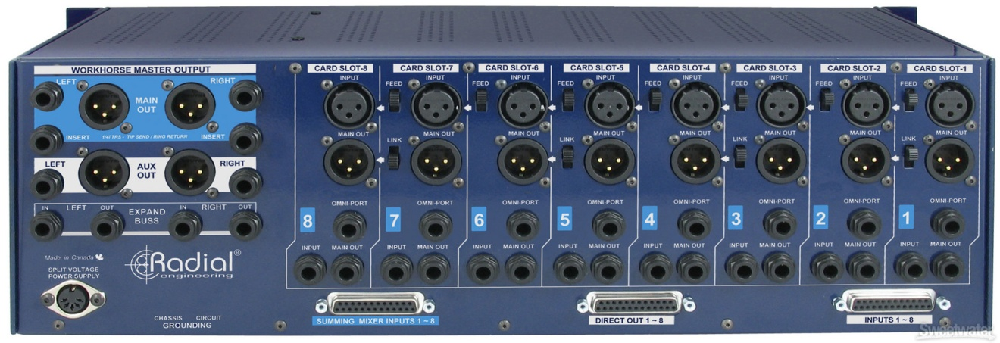 WORKHORSE MASTER OUTPUT
LEFT
RIGHT
MAIN
OUT
INSERT
1/4" TRS - TIP SEND / RING RETURN
INSERT
LEFT
AUX
OUT
RIGHT
IN LEFT OUT
EXPAND
BUSS
IN RIGHT OUT
Made in Canada
SPLIT VOLTAGE
POWER SUPPLY
Radial®
engineering
CHASSIS CIRCUIT
GROUNDING
CARD SLOT-8
INPUT
MAIN OUT
OMNI-PORT
8
INPUT MAIN OUT
CARD SLOT-7
INPUT
FEED
LINK
OMNI-PORT
7
INPUT MAIN OUT
CARD SLOT-6
INPUT
FEED
MAIN OUT
OMNI-PORT
6
INPUT MAIN OUT
CARD SLOT-5
INPUT
FEED
MAIN OUT
LINK
OMNI-PORT
5
INPUT MAIN OUT
CARD SLOT-4
INPUT
FEED
MAIN OUT
OMNI-PORT
4
INPUT MAIN OUT
CARD SLOT-3
INPUT
FEED
MAIN OUT
LINK
OMNI-PORT
3
INPUT MAIN OUT
CARD SLOT-2
INPUT
FEED
MAIN OUT
OMNI-PORT
2
INPUT MAIN OUT
CARD SLOT-1
INPUT
FEED
MAIN OUT
LINK
OMNI-PORT
1
INPUT MAIN OUT
SUMMING MIXER INPUTS 1 ~ 8
DIRECT OUT 1 ~ 8
INPUTS 1 ~ 8
Sweetwater